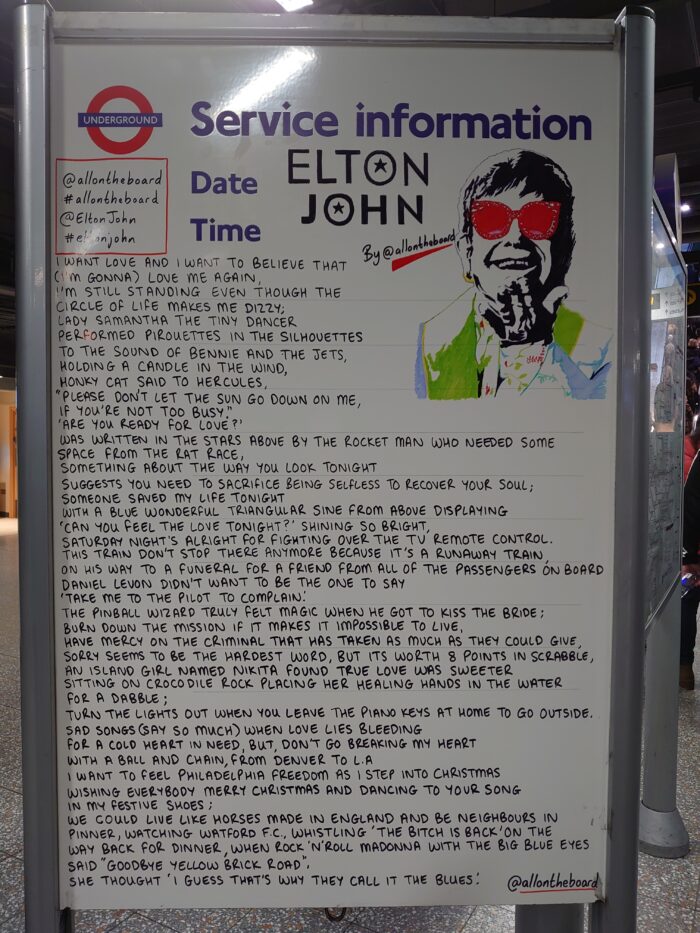 UNDERGROUND
Service information
Date
Time
ELTON
JOHN
By @allontheboard
@allontheboard
#allontheboard
@EltonJohn
#eltonjohn
I WANT LOVE AND I WANT TO BELIEVE THAT
(I'M GONNA) LOVE ME AGAIN,
I'M STILL STANDING EVEN THOUGH THE
CIRCLE OF LIFE MAKES ME DIZZY;
LADY SAMANTHA THE TINY DANCER
PERFORMED PIROUETTES IN THE SILHOUETTES
TO THE SOUND OF BENNIE AND THE JETS,
HOLDING A CANDLE IN THE WIND,
HONKY CAT SAID TO HERCULES,
"PLEASE DON'T LET THE SUN GO DOWN ON ME,
IF YOU'RE NOT TOO BUSY,"
'ARE YOU READY FOR LOVE?'
WAS WRITTEN IN THE STARS ABOVE BY THE ROCKET MAN WHO NEEDED SOME
SPACE FROM THE RAT RACE,
SOMETHING ABOUT THE WAY YOU LOOK TONIGHT
SUGGESTS YOU NEED TO SACRIFICE BEING SELFLESS TO RECOVER YOUR SOUL;
SOMEONE SAVED MY LIFE TONIGHT
WITH A BLUE WONDERFUL TRIANGULAR SINE FROM ABOVE DISPLAYING
'CAN YOU FEEL THE LOVE TONIGHT?' SHINING SO BRIGHT,
SATURDAY NIGHT'S ALRIGHT FOR FIGHTING OVER THE TV REMOTE CONTROL.
THIS TRAIN DON'T STOP THERE ANYMORE BECAUSE IT'S A RUNAWAY TRAIN,
ON HIS WAY TO A FUNERAL FOR A FRIEND FROM ALL OF THE PASSENGERS ON BOARD
DANIEL LEVON DIDN'T WANT TO BE THE ONE TO SAY
'TAKE ME TO THE PILOT TO COMPLAIN.'
THE PINBALL WIZARD TRULY FELT MAGIC WHEN HE GOT TO KISS THE BRIDE;
BURN DOWN THE MISSION IF IT MAKES IT IMPOSSIBLE TO LIVE,
HAVE MERCY ON THE CRIMINAL THAT HAS TAKEN AS MUCH AS THEY COULD GIVE,
SORRY SEEMS TO BE THE HARDEST WORD, BUT ITS WORTH 8 POINTS IN SCRABBLE,
AN ISLAND GIRL NAMED NIKITA FOUND TRUE LOVE WAS SWEETER
SITTING ON CROCODILE ROCK PLACING HER HEALING HANDS IN THE WATER
FOR A DABBLE;
TURN THE LIGHTS OUT WHEN YOU LEAVE THE PIANO KEYS AT HOME TO GO OUTSIDE.
SAD SONGS (SAY SO MUCH) WHEN LOVE LIES BLEEDING
FOR A COLD HEART IN NEED, BUT, DON'T GO BREAKING MY HEART
WITH A BALL AND CHAIN, FROM DENVER TO L.A
I WANT TO FEEL PHILADELPHIA FREEDOM AS I STEP INTO CHRISTMAS
WISHING EVERYBODY MERRY CHRISTMAS AND DANCING TO YOUR SONG
IN MY FESTIVE SHOES;
WE COULD LIVE LIKE HORSES MADE IN ENGLAND AND BE NEIGHBOURS IN
PINNER, WATCHING WATFORD F.C., WHISTLING 'THE BITCH IS BACK' ON THE
WAY BACK FOR DINNER, WHEN ROCK 'N' ROLL MADONNA WITH THE BIG BLUE EYES
SAID "GOODBYE YELLOW BRICK ROAD",
SHE THOUGHT 'I GUESS THAT'S WHY THEY CALL IT THE BLUES.'
@allontheboard